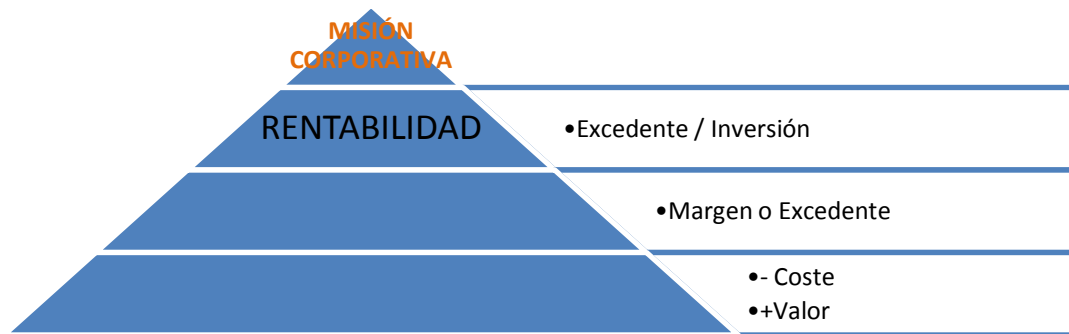 MISIÓN
CORPORATIVA
RENTABILIDAD
•Excedente / Inversión
•Margen o Excedente
•- Coste
•+Valor